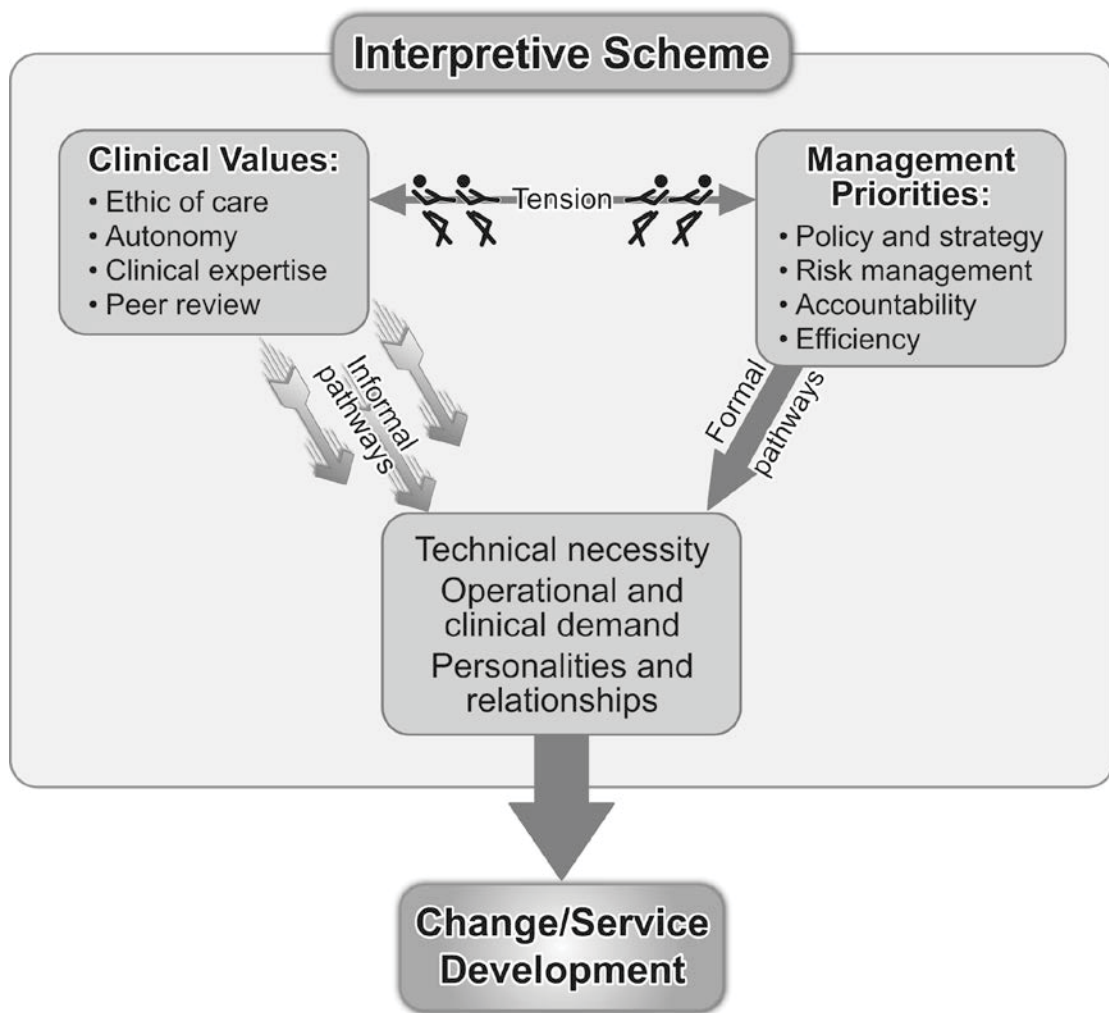 Interpretive Scheme
Clinical Values:
• Ethic of care
• Autonomy
• Clinical expertise
• Peer review
Tension
Management
Priorities:
• Policy and strategy
• Risk management
• Accountability
• Efficiency
Informal
pathways
Formal
pathways
Technical necessity
Operational and
clinical demand
Personalities and
relationships
Change/Service
Development